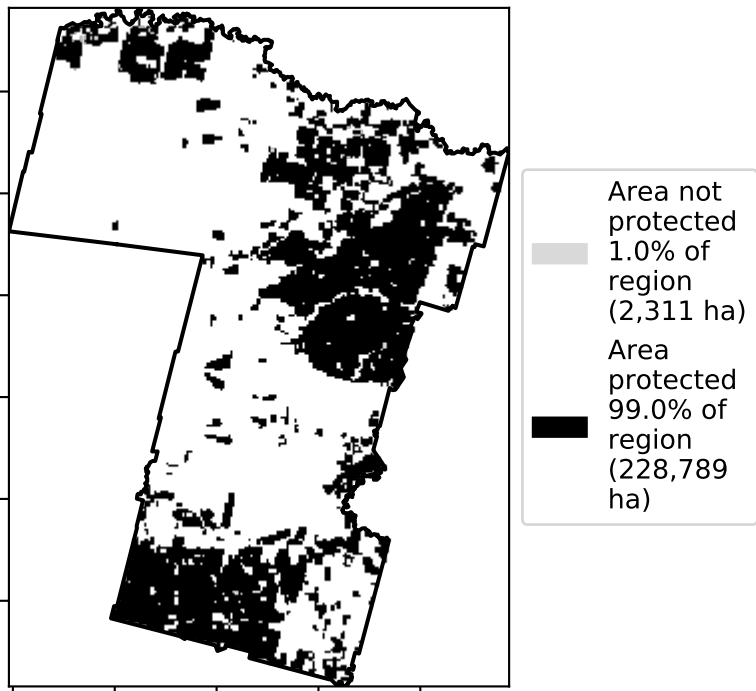 Area not
protected
1.0% of
region
(2,311 ha)
Area
protected
99.0% of
region
(228,789
ha)